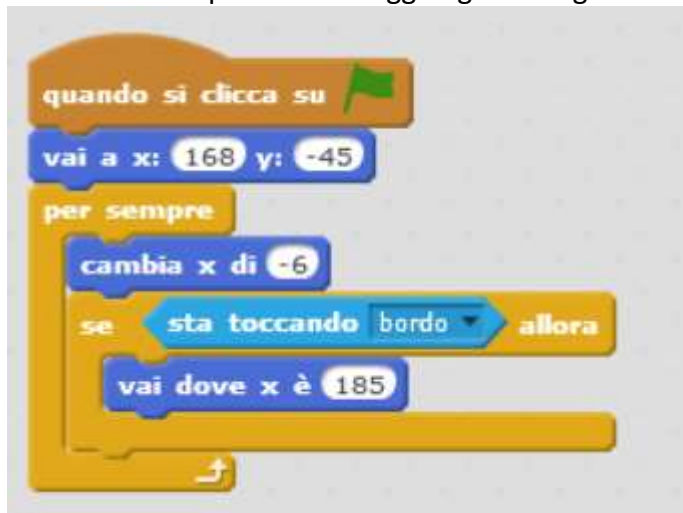 quando si clicca su
vai a x: 168 y: -45
per sempre
cambia x di -6
se sta toccando bordo allora
vai dove x è 185